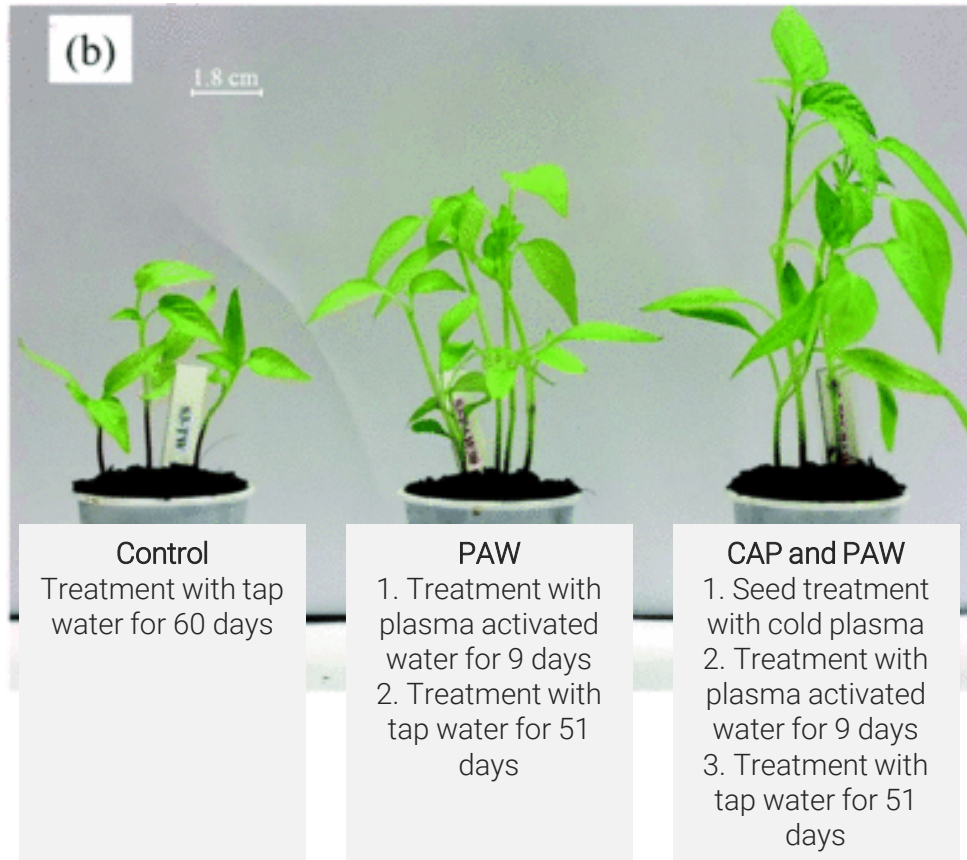 (b)
1.8 cm
Control
Treatment with tap
water for 60 days
PAW
1. Treatment with
plasma activated
water for 9 days
2. Treatment with
tap water for 51
days
CAP and PAW
1. Seed treatment
with cold plasma
2. Treatment with
plasma activated
water for 9 days
3. Treatment with
tap water for 51
days